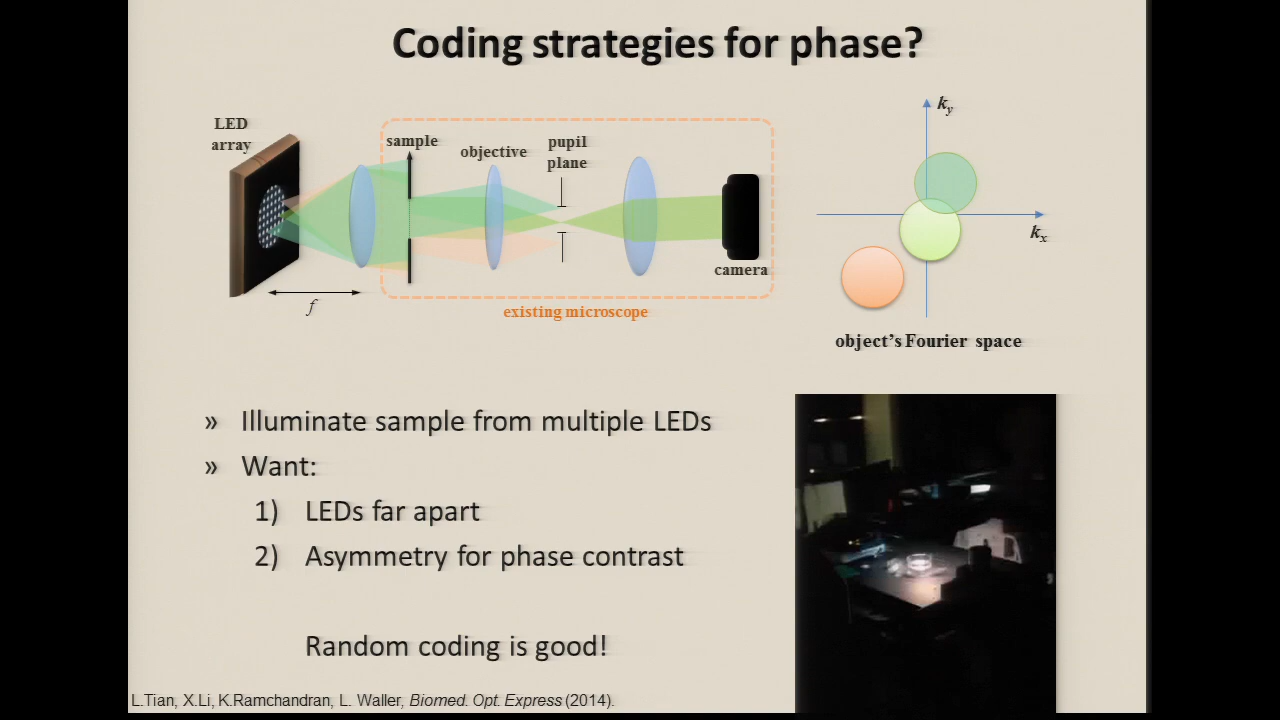 Coding strategies for phase?
LED
array
sample
objective
pupil
plane
camera
f
existing microscope
ky
kx
object's Fourier space
» Illuminate sample from multiple LEDs
» Want:
1) LEDs far apart
2) Asymmetry for phase contrast
Random coding is good!
L.Tian, X.Li, K.Ramchandran, L. Waller, Biomed. Opt. Express (2014).